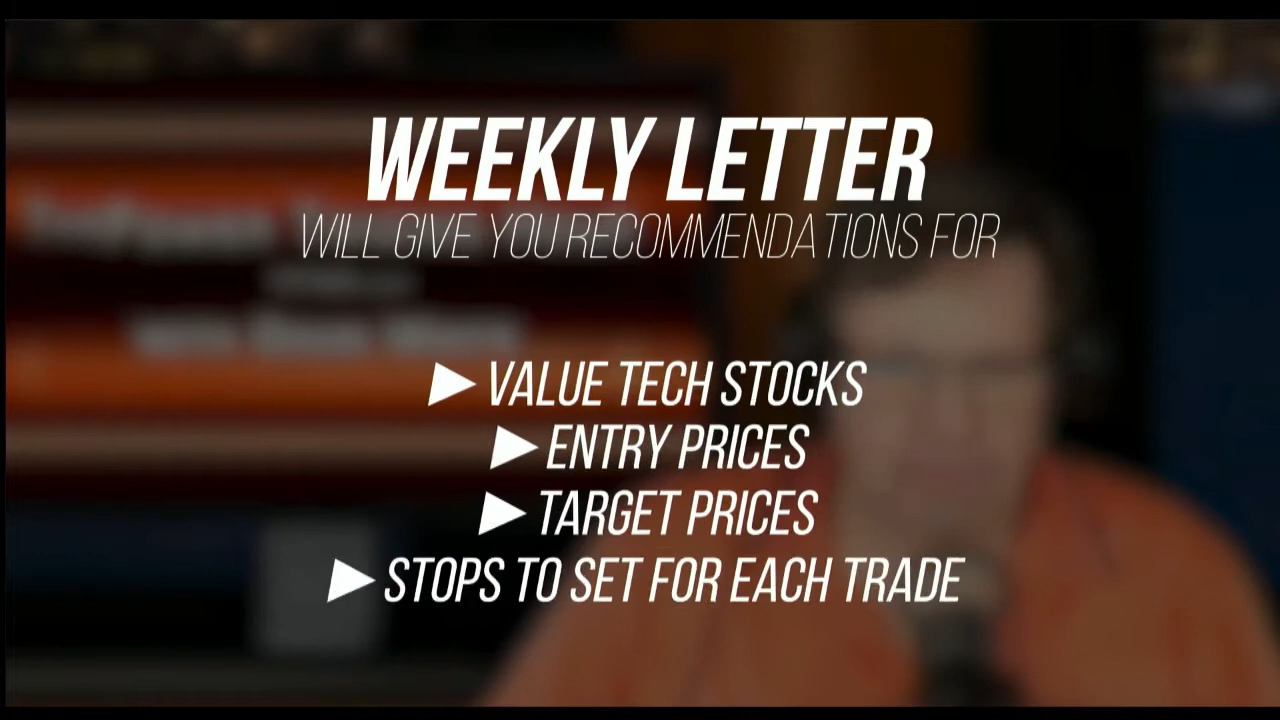 WEEKLY LETTER
WILL GIVE YOU RECOMMENDATIONS FOR
► VALUE TECH STOCKS
► ENTRY PRICES
► TARGET PRICES
► STOPS TO SET FOR EACH TRADE